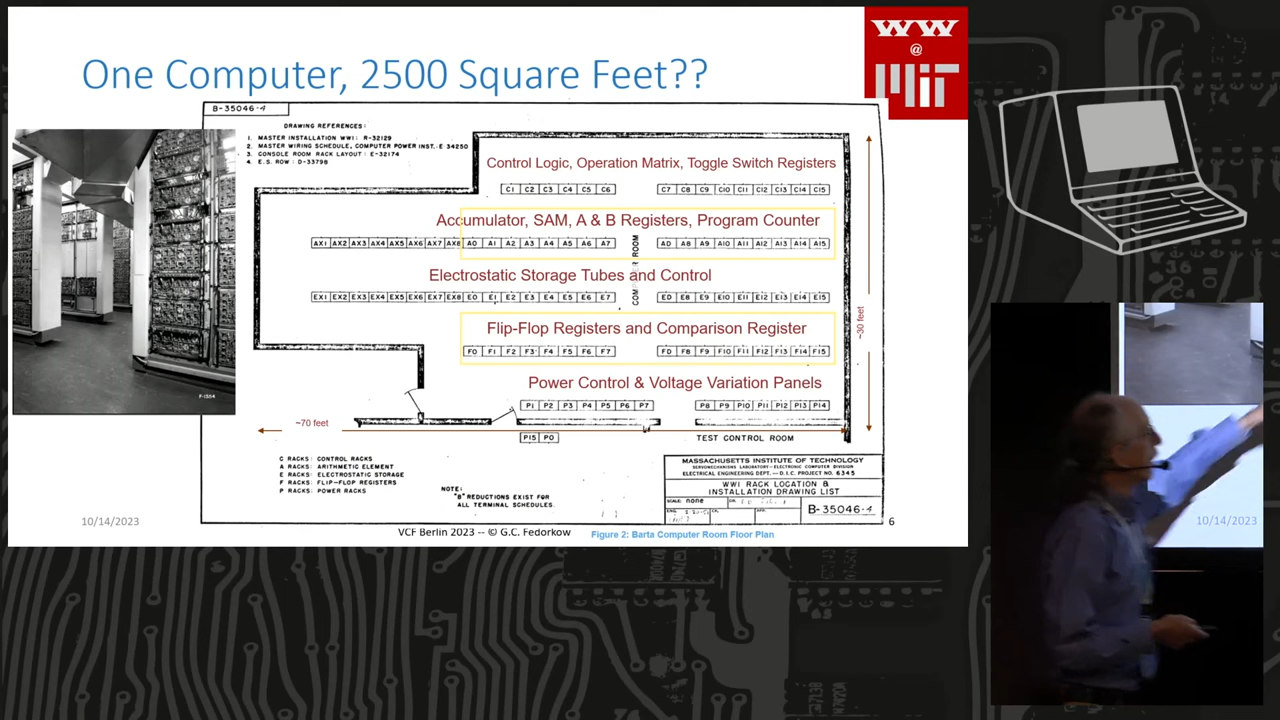 One Computer, 2500 Square Feet??
WW
@
MIT
B-35046-4
DRAWING REFERENCES:
1. MASTER INSTALLATION WWI: R-32129
2. MASTER WIRING SCHEDULE, COMPUTER POWER INST. E-34250
3. CONSOLE ROOM RACK LAYOUT: E-32174
4. E.S. ROW: D-33798
Control Logic, Operation Matrix, Toggle Switch Registers
C1 C2 C3 C4 C5 C6 C7 C8 C9 C10 C11 C12 C13 C14 C15
Accumulator, SAM, A & B Registers, Program Counter
AX1 AX2 AX3 AX4 AX5 AX6 AX7 AX8 A0 A1 A2 A3 A4 A5 A6 A7 AD A8 A9 A10 A11 A12 A13 A14 A15
COMPUTER ROOM
Electrostatic Storage Tubes and Control
EX1 EX2 EX3 EX4 EX5 EX6 EX7 EX8 E0 E1 E2 E3 E4 E5 E6 E7 ED E8 E9 E10 E11 E12 E13 E14 E15
~30 feet
Flip-Flop Registers and Comparison Register
F0 F1 F2 F3 F4 F5 F6 F7 FD F8 F9 F10 F11 F12 F13 F14 F15
Power Control & Voltage Variation Panels
P1 P2 P3 P4 P5 P6 P7 P8 P9 P10 P11 P12 P13 P14
F-1354
~70 feet
P15 P0
TEST CONTROL ROOM
C RACKS: CONTROL RACKS
A RACKS: ARITHMETIC ELEMENT
E RACKS: ELECTROSTATIC STORAGE
F RACKS: FLIP-FLOP REGISTERS
P RACKS: POWER RACKS
NOTE:
"B" REDUCTIONS EXIST FOR
ALL TERMINAL SCHEDULES.
MASSACHUSETTS INSTITUTE OF TECHNOLOGY
SERVOMECHANISMS LABORATORY-ELECTRONIC COMPUTER DIVISION
ELECTRICAL ENGINEERING DEPT. — D.I.C. PROJECT NO. 6345
WWI RACK LOCATION &
INSTALLATION DRAWING LIST
SCALE: none
B-35046-4
10/14/2023
VCF Berlin 2023 -- © G.C. Fedorkow
Figure 2: Barta Computer Room Floor Plan
6
10/14/2023